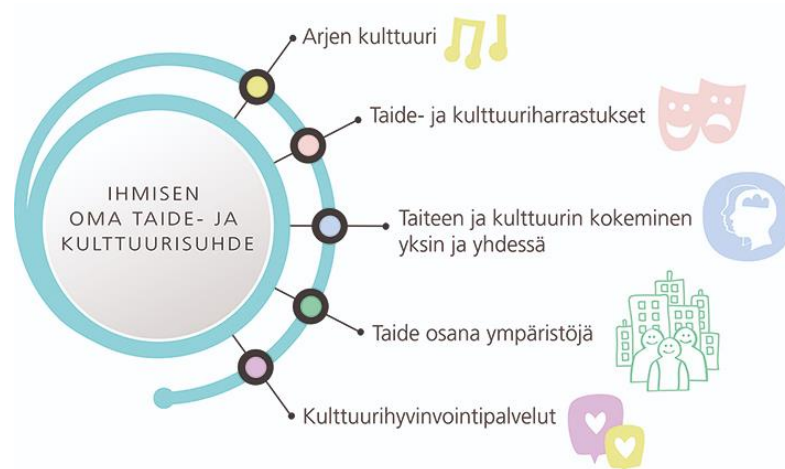 Arjen kulttuuri
Taide- ja kulttuuriharrastukset
IHMISEN
OMA TAIDE- JA
KULTTUURISUHDE
Taiteen ja kulttuurin kokeminen
yksin ja yhdessä
Taide osana ympäristöjä
Kulttuurihyvinvointipalvelut